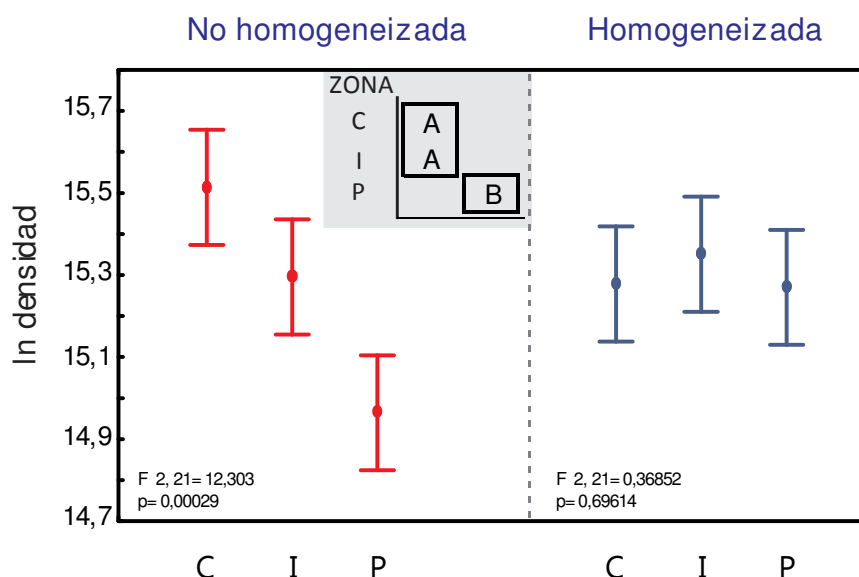 No homogeneizada
Homogeneizada
ln densidad
15,7
15,5
15,3
15,1
14,9
14,7
ZONA
C A
I A
P B
F 2, 21= 12,303
p= 0,00029
F 2, 21= 0,36852
p= 0,69614
C I P
C I P